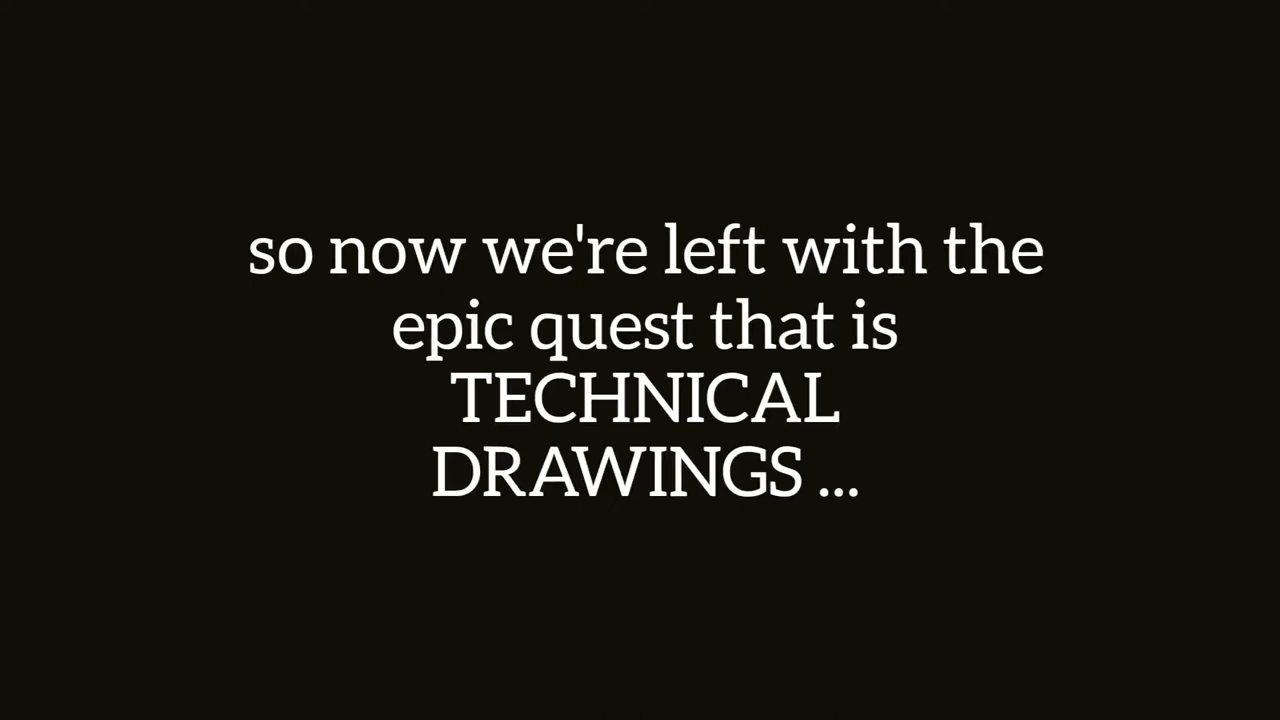 so now we're left with the
epic quest that is
TECHNICAL
DRAWINGS ...